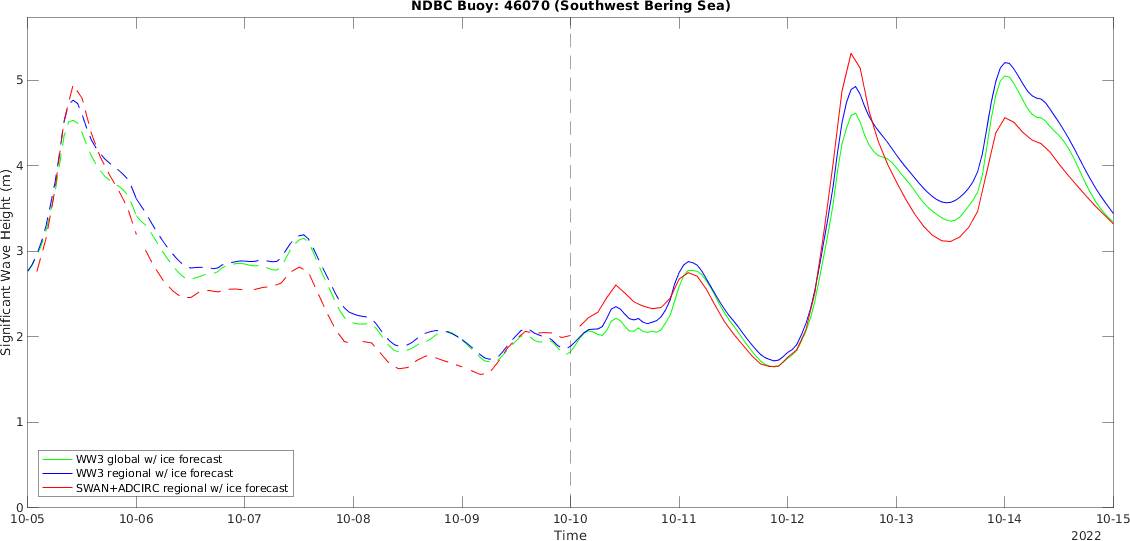 NDBC Buoy: 46070 (Southwest Bering Sea)
Significant Wave Height (m)
5
4
3
2
1
0
WW3 global w/ ice forecast
WW3 regional w/ ice forecast
SWAN+ADCIRC regional w/ ice forecast
10-05 10-06 10-07 10-08 10-09 10-10 10-11 10-12 10-13 10-14 10-15
Time
2022